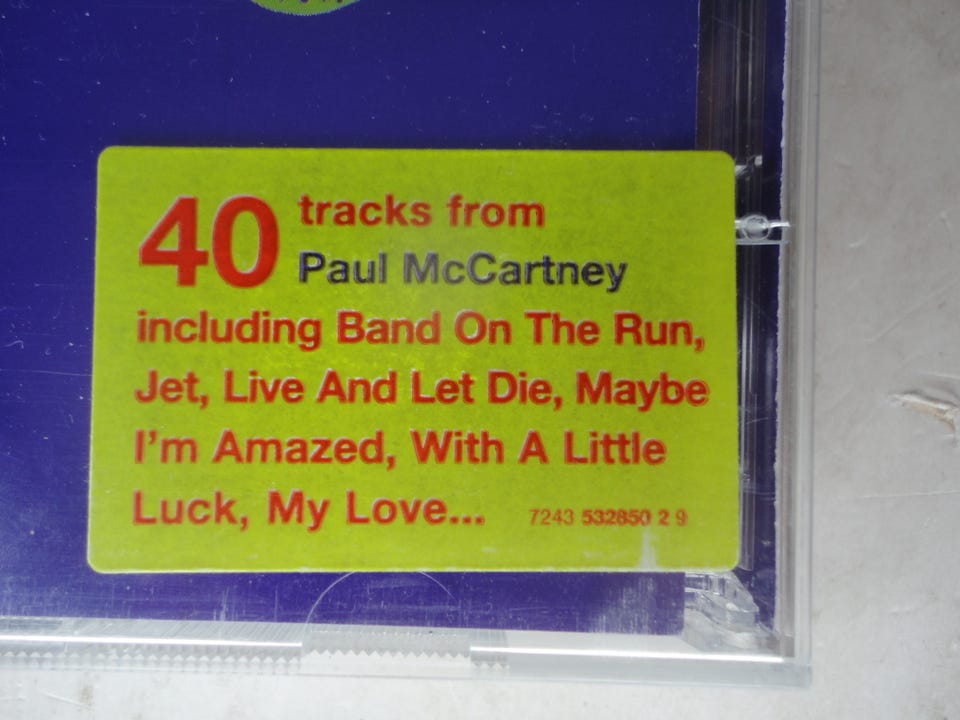 40 tracks from
Paul McCartney
including Band On The Run,
Jet, Live And Let Die, Maybe
I'm Amazed, With A Little
Luck, My Love...
7243 532850 2 9